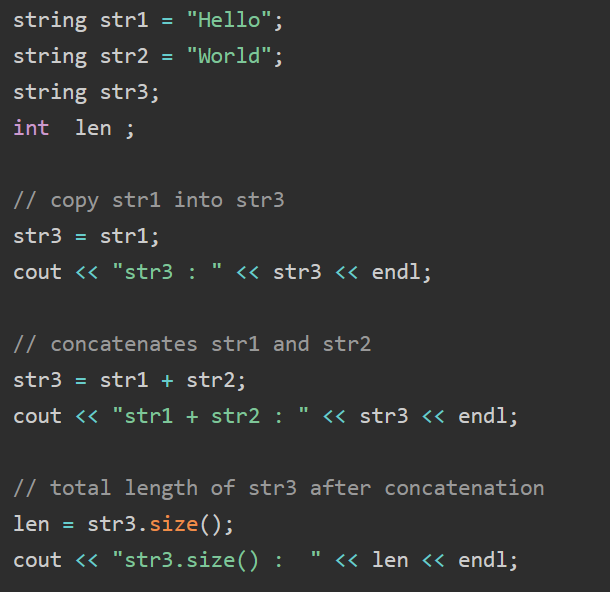 string str1 = "Hello";
string str2 = "World";
string str3;
int  len ;
// copy str1 into str3
str3 = str1;
cout << "str3 : " << str3 << endl;
// concatenates str1 and str2
str3 = str1 + str2;
cout << "str1 + str2 : " << str3 << endl;
// total length of str3 after concatenation
len = str3.size();
cout << "str3.size() :  " << len << endl;